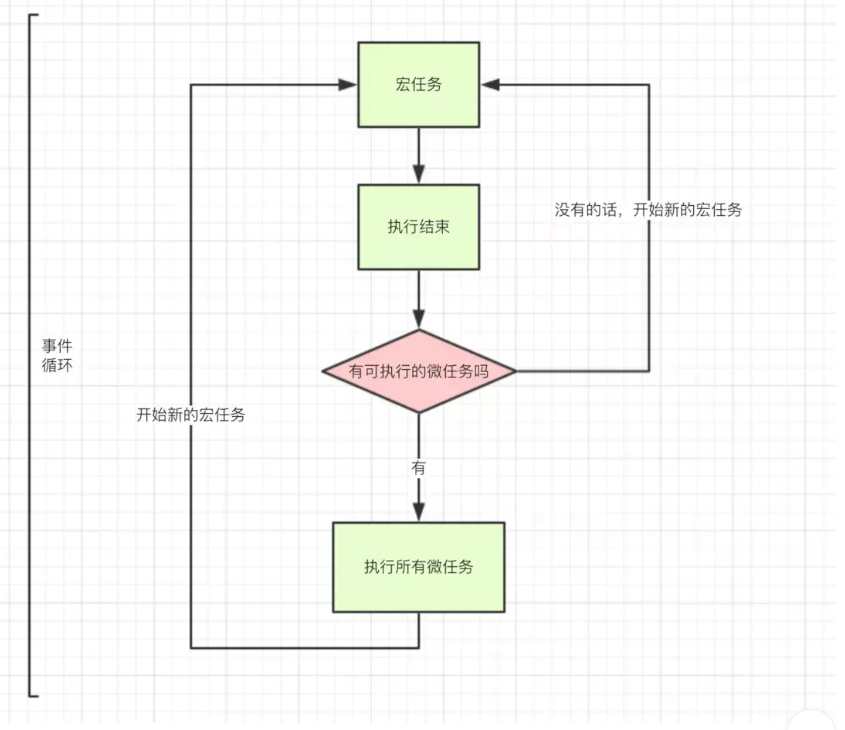 宏任务
执行结束
没有的话，开始新的宏任务
事件
循环
有可执行的微任务吗
开始新的宏任务
有
执行所有微任务